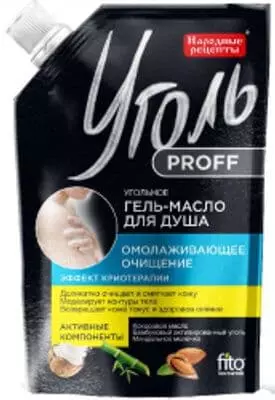 Народные
рецепты
Уголь
PROFF
УГОЛЬНОЕ
ГЕЛЬ-МАСЛО
ДЛЯ ДУША
ОМОЛАЖИВАЮЩЕЕ
ОЧИЩЕНИЕ
ЭФФЕКТ КРИОТЕРАПИИ
Деликатно очищает и смягчает кожу
Моделирует контуры тела
Возвращает коже тонус и здоровое сияние
АКТИВНЫЕ
КОМПОНЕНТЫ:
Кокосовое масло
Бамбуковый активированный уголь
Миндальное молочко
fito